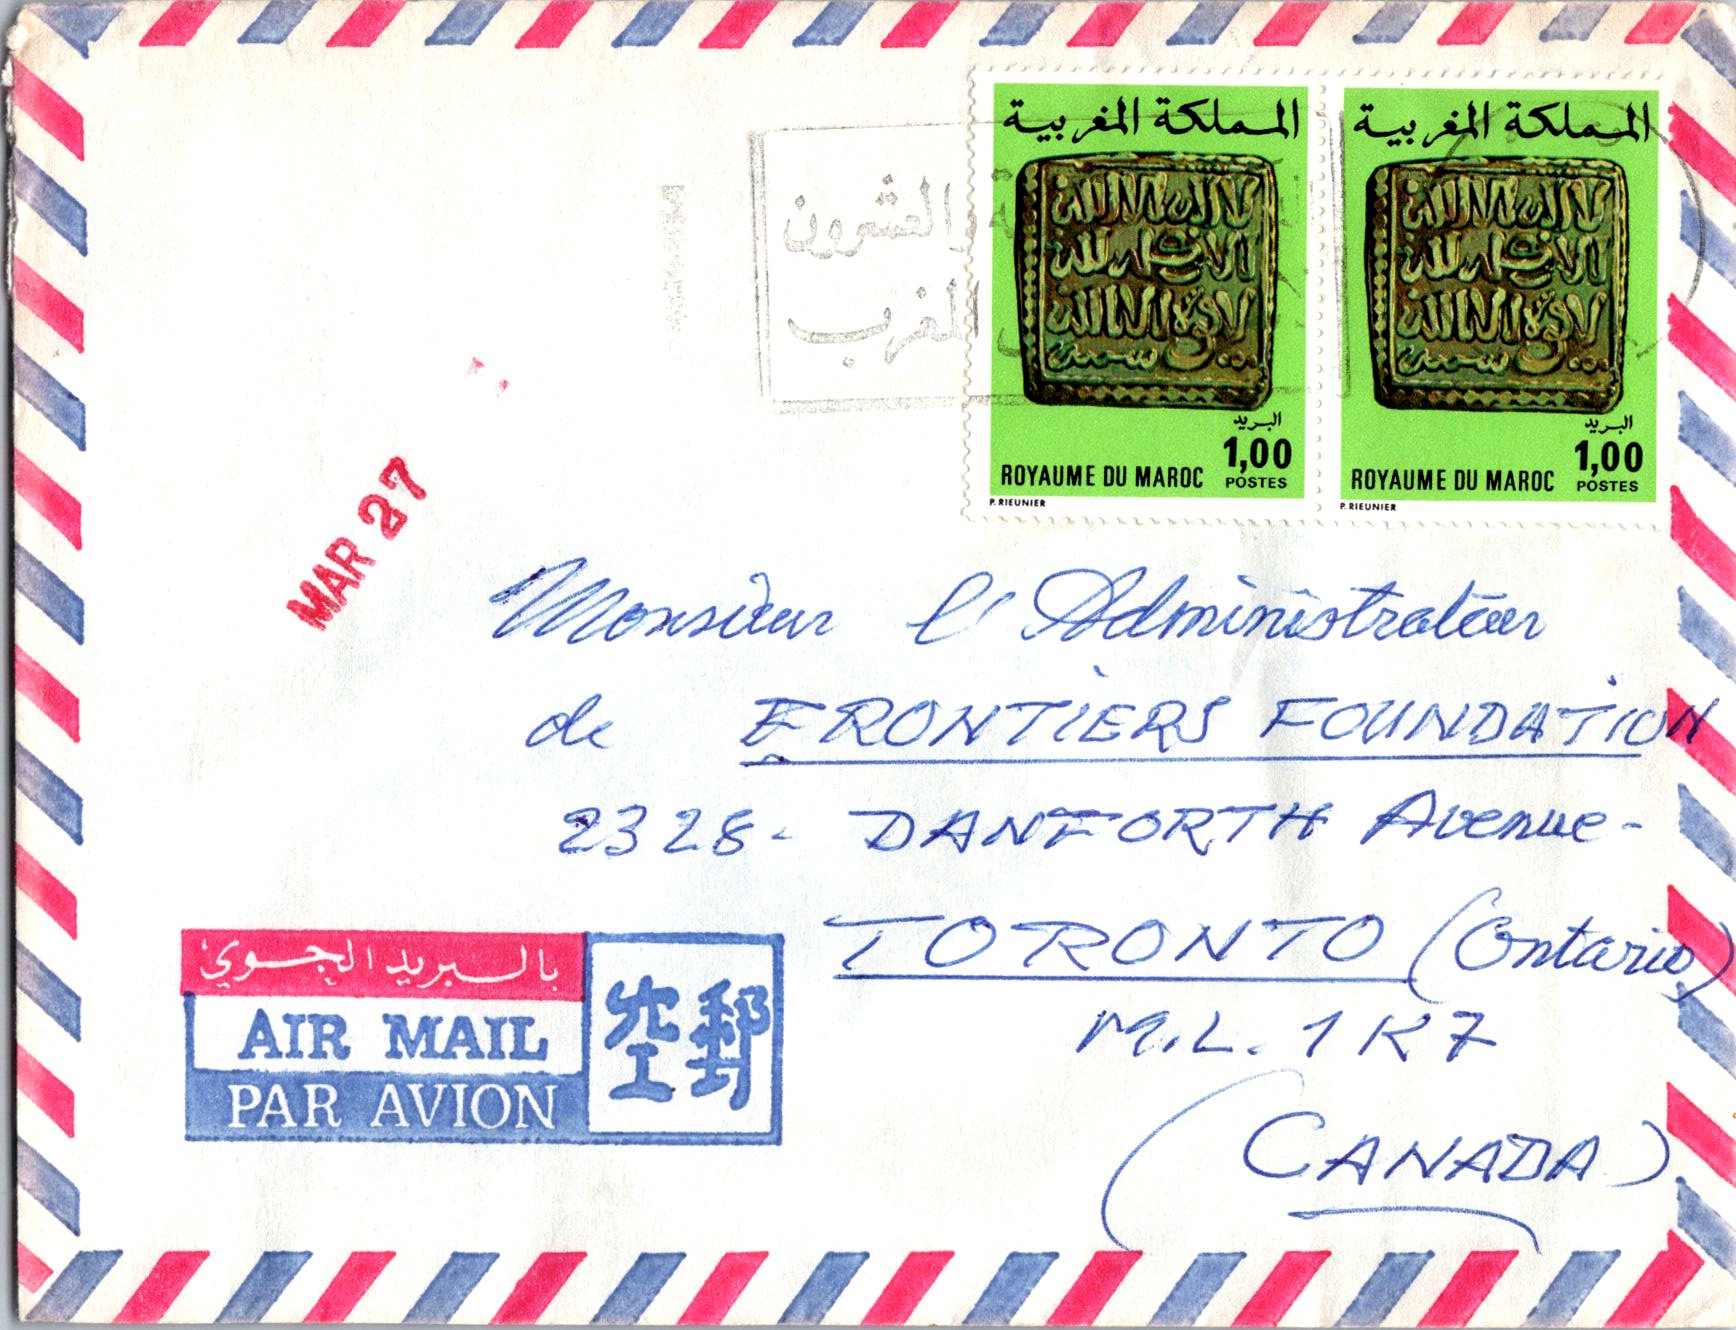 المملكة المغربية
البريد
1,00
POSTES
ROYAUME DU MAROC
P. RIEUNIER
المملكة المغربية
البريد
1,00
POSTES
ROYAUME DU MAROC
P. RIEUNIER
والعشرون
المغرب
MAR 27
Monsieur l'Administrateur
de FRONTIERS FOUNDATION
2328- DANFORTH Avenue-
TORONTO (Ontario)
M.L. 1K7
(CANADA)
بالبريد الجوي
AIR MAIL
PAR AVION
郵空